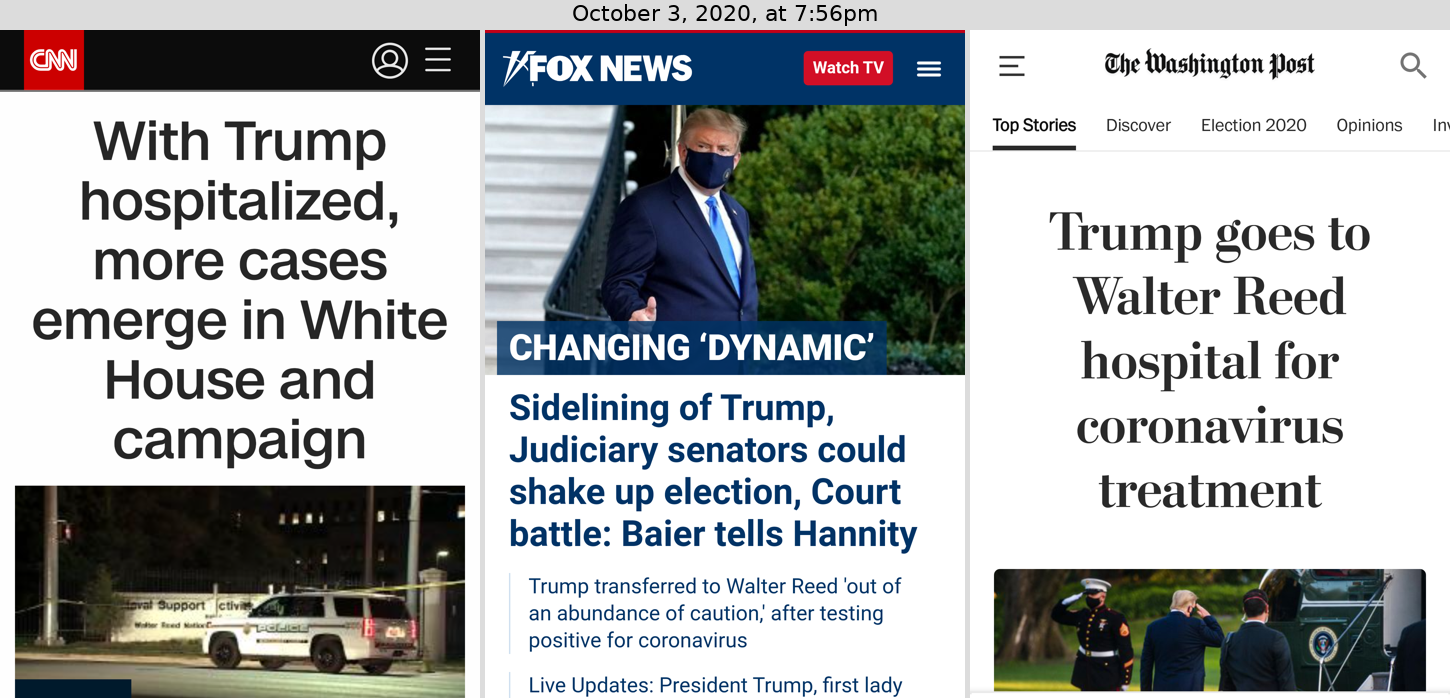 October 3, 2020, at 7:56pm
CNN
With Trump
hospitalized,
more cases
emerge in White
House and
campaign
Support
Walter Reed
POLICE
FOX NEWS
Watch TV
CHANGING ‘DYNAMIC’
Sidelining of Trump,
Judiciary senators could
shake up election, Court
battle: Baier tells Hannity
Trump transferred to Walter Reed 'out of
an abundance of caution,' after testing
positive for coronavirus
Live Updates: President Trump, first lady
The Washington Post
Top Stories Discover Election 2020 Opinions Inv
Trump goes to
Walter Reed
hospital for
coronavirus
treatment